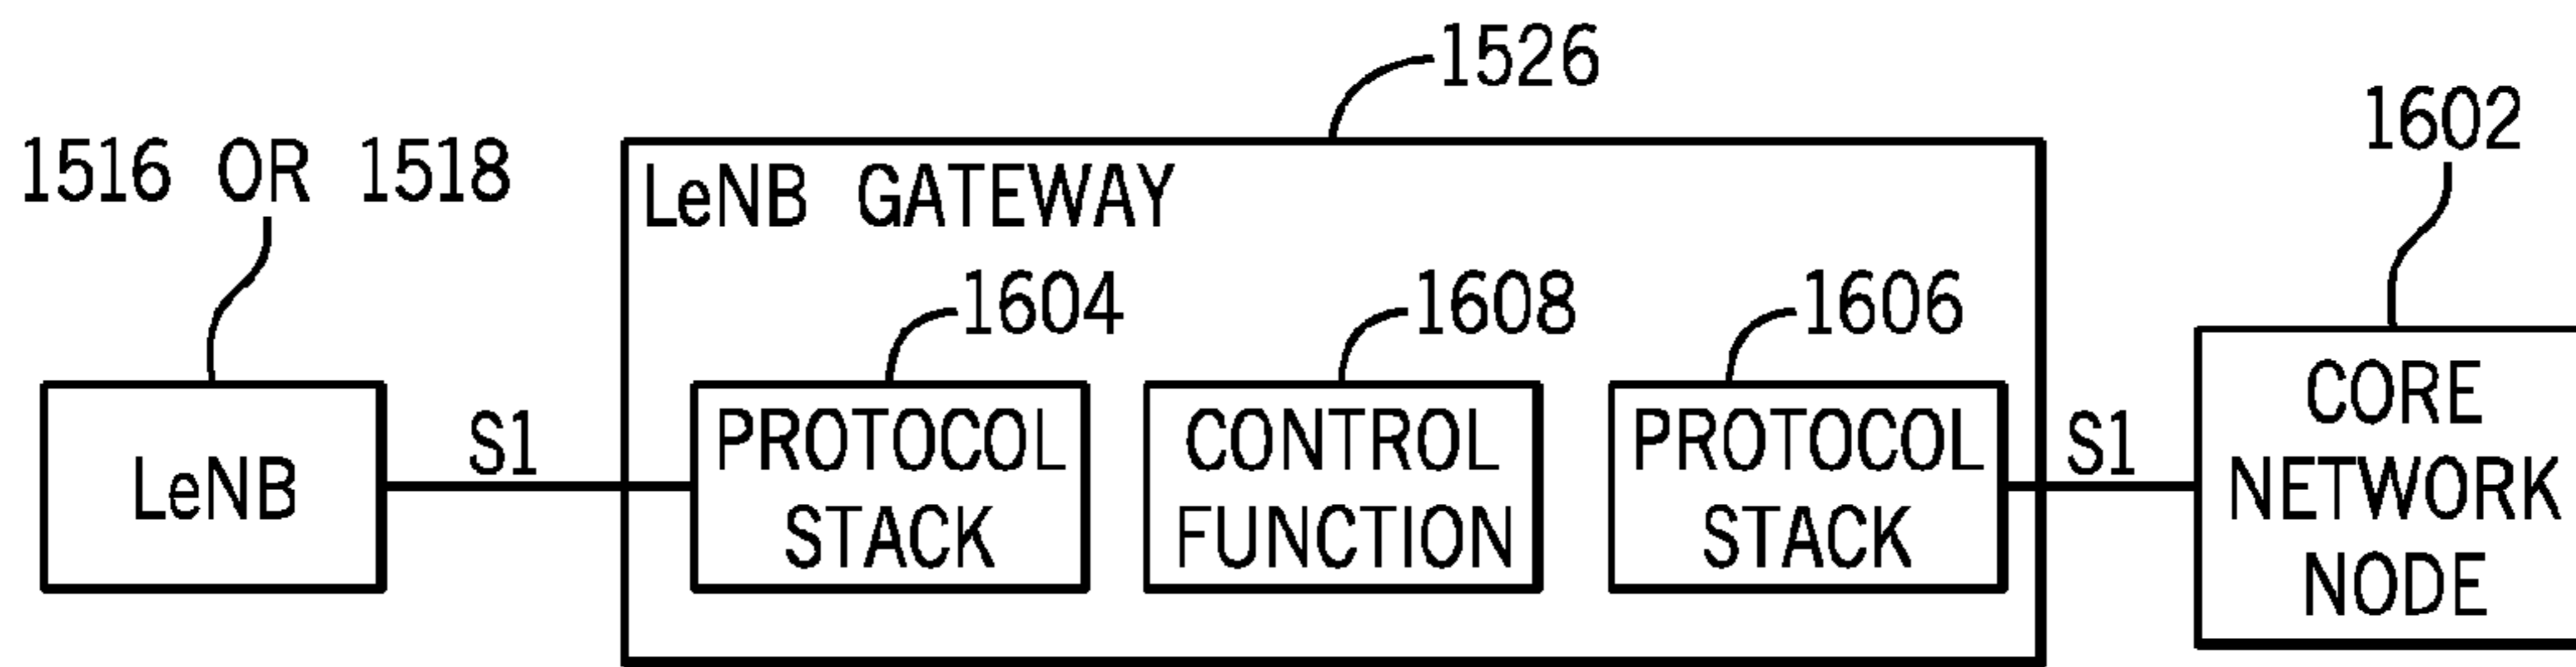 1526
1602
1516 OR 1518
LeNB GATEWAY
1604
1608
1606
LeNB
S1
PROTOCOL
STACK
CONTROL
FUNCTION
PROTOCOL
STACK
S1
CORE
NETWORK
NODE